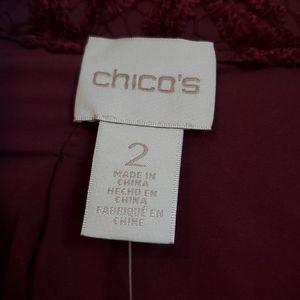 chico's
2
MADE IN
CHINA
HECHO EN
CHINA
FABRIQUÉ EN
CHINE